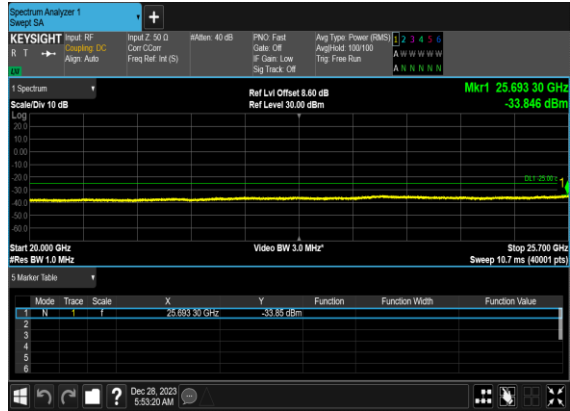 Spectrum Analyzer 1
Swept SA
+
KEYSIGHT Input: RF Input Z: 50 Ω #Atten: 40 dB PNO: Fast Avg Type: Power (RMS) 1 2 3 4 5 6
R T Coupling: DC Corr CCorr Gate: Off Avg|Hold: 100/100 A W W W W W
Align: Auto Freq Ref: Int (S) IF Gain: Low Trig: Free Run
Sig Track: Off A N N N N N
1 Spectrum Ref Lvl Offset 8.60 dB Mkr1 25.693 30 GHz
Scale/Div 10 dB Ref Level 30.00 dBm -33.846 dBm
Log
20.0
10.0
0.00
-10.0
-20.0
DL1 -25.00
1
-30.0
-40.0
-50.0
-60.0
Start 20.000 GHz Video BW 3.0 MHz* Stop 25.700 GHz
#Res BW 1.0 MHz Sweep 10.7 ms (40001 pts)
5 Marker Table
Mode Trace Scale X Y Function Function Width Function Value
1 N 1 f 25.693 30 GHz -33.85 dBm
2
3
4
5
6
? Dec 28, 2023
5:53:20 AM